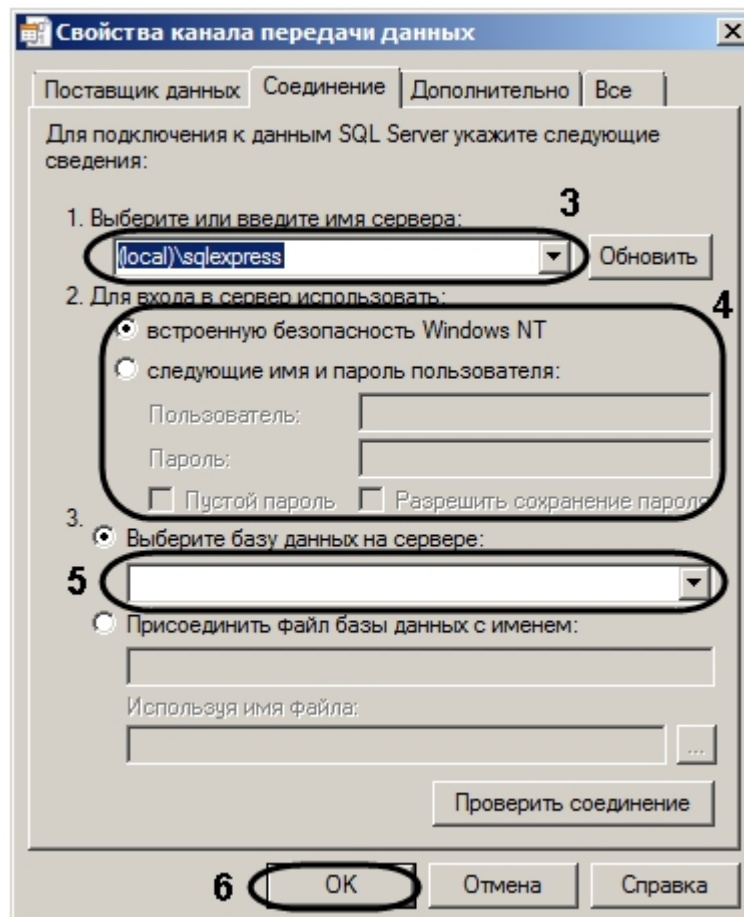 Свойства канала передачи данных
Поставщик данных Соединение Дополнительно Все
Для подключения к данным SQL Server укажите следующие
сведения:
1. Выберите или введите имя сервера: 3
(local)\sqlexpress Обновить
2. Для входа в сервер использовать: 4
встроенную безопасность Windows NT
следующие имя и пароль пользователя:
Пользователь:
Пароль:
Пустой пароль Разрешить сохранение пароля
3. Выберите базу данных на сервере:
5
Присоединить файл базы данных с именем:
Используя имя файла:
...
Проверить соединение
6 OK Отмена Справка